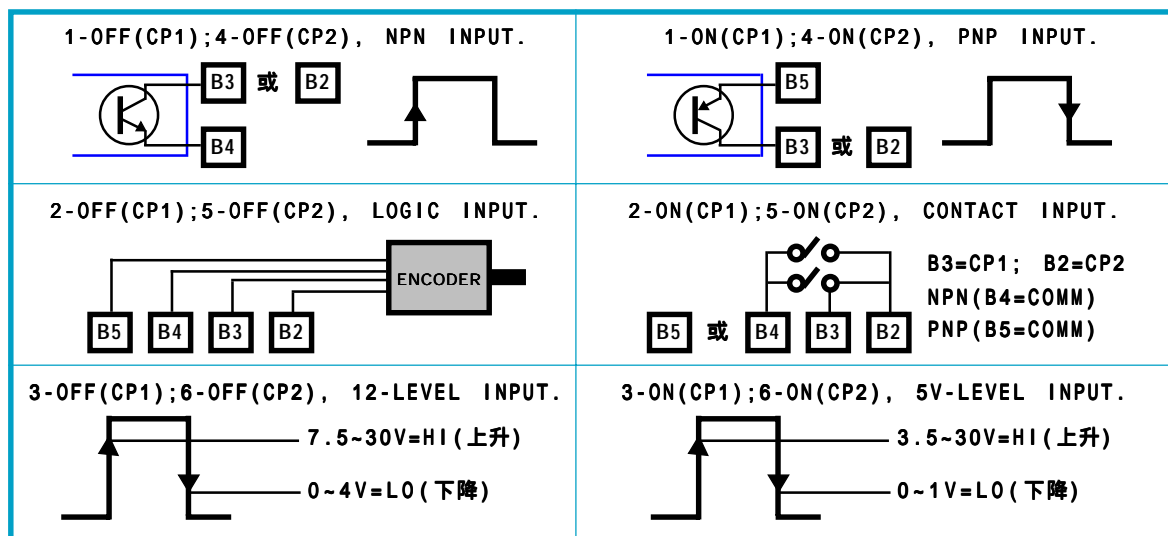 1-OFF(CP1);4-OFF(CP2), NPN INPUT.
B3 或 B2
B4
1-ON(CP1);4-ON(CP2), PNP INPUT.
B5
B3 或 B2
2-OFF(CP1);5-OFF(CP2), LOGIC INPUT.
ENCODER
B5 B4 B3 B2
2-ON(CP1);5-ON(CP2), CONTACT INPUT.
B3=CP1; B2=CP2
NPN(B4=COMM)
B5 或 B4 B3 B2 PNP(B5=COMM)
3-OFF(CP1);6-OFF(CP2), 12-LEVEL INPUT.
7.5~30V=HI(上升)
0~4V=LO(下降)
3-ON(CP1);6-ON(CP2), 5V-LEVEL INPUT.
3.5~30V=HI(上升)
0~1V=LO(下降)